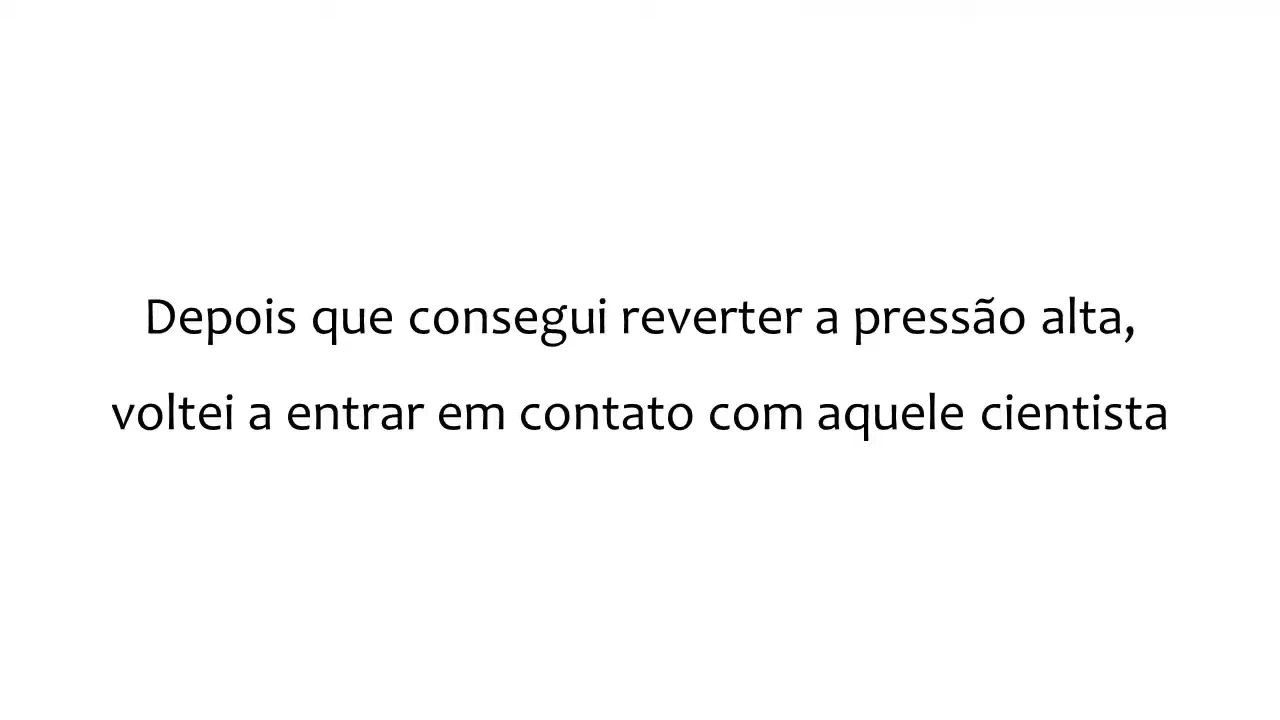 Depois que consegui reverter a pressão alta,
voltei a entrar em contato com aquele cientista